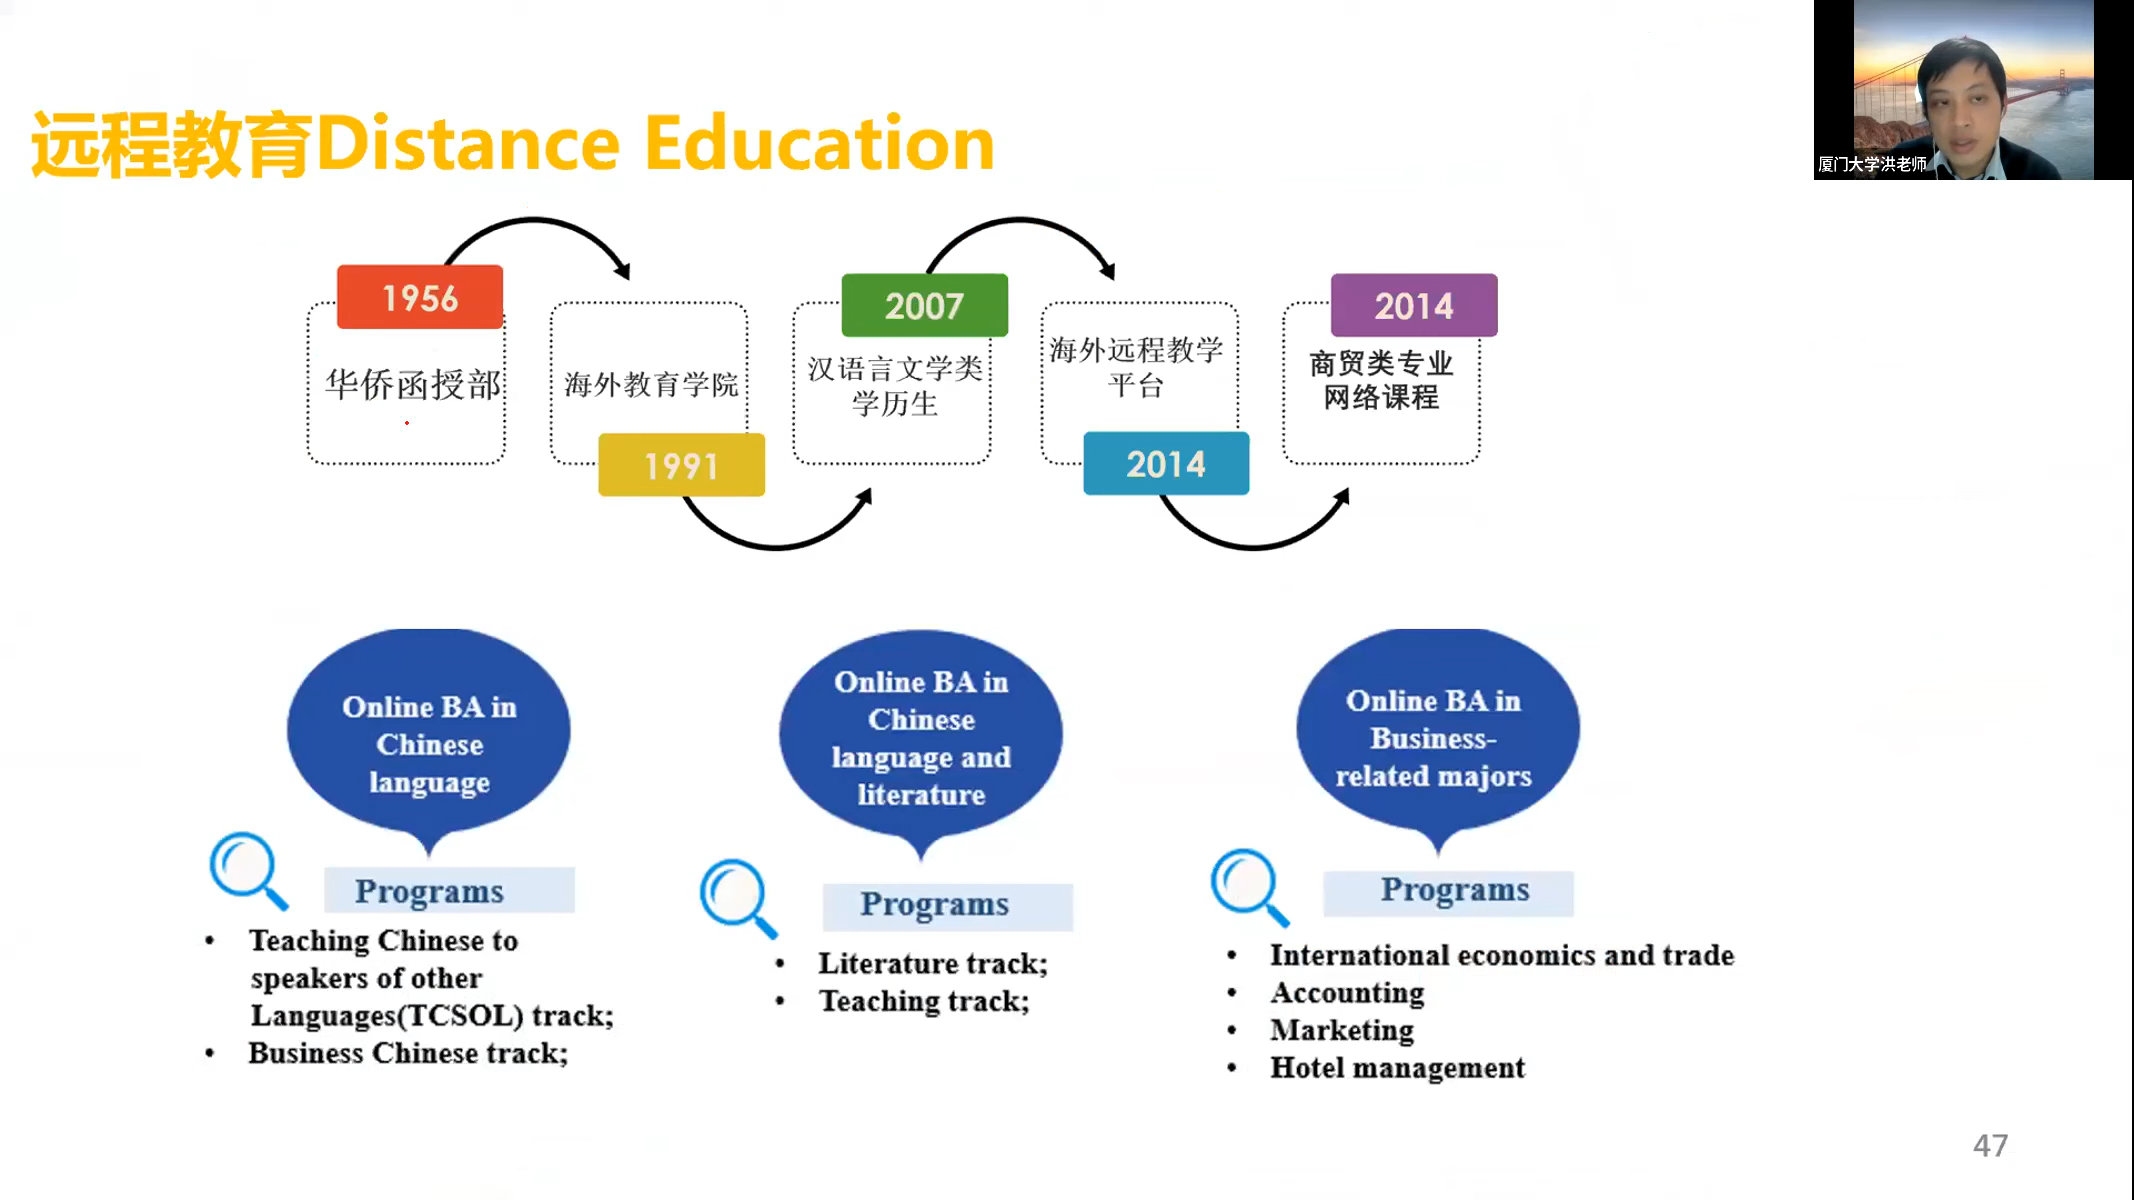 远程教育Distance Education
厦门大学洪老师
1956
华侨函授部
海外教育学院
1991
2007
汉语言文学类
学历生
海外远程教学
平台
2014
2014
商贸类专业
网络课程
Online BA in
Chinese
language
Programs
• Teaching Chinese to
speakers of other
Languages(TCSOL) track;
• Business Chinese track;
Online BA in
Chinese
language and
literature
Programs
• Literature track;
• Teaching track;
Online BA in
Business-
related majors
Programs
• International economics and trade
• Accounting
• Marketing
• Hotel management
47